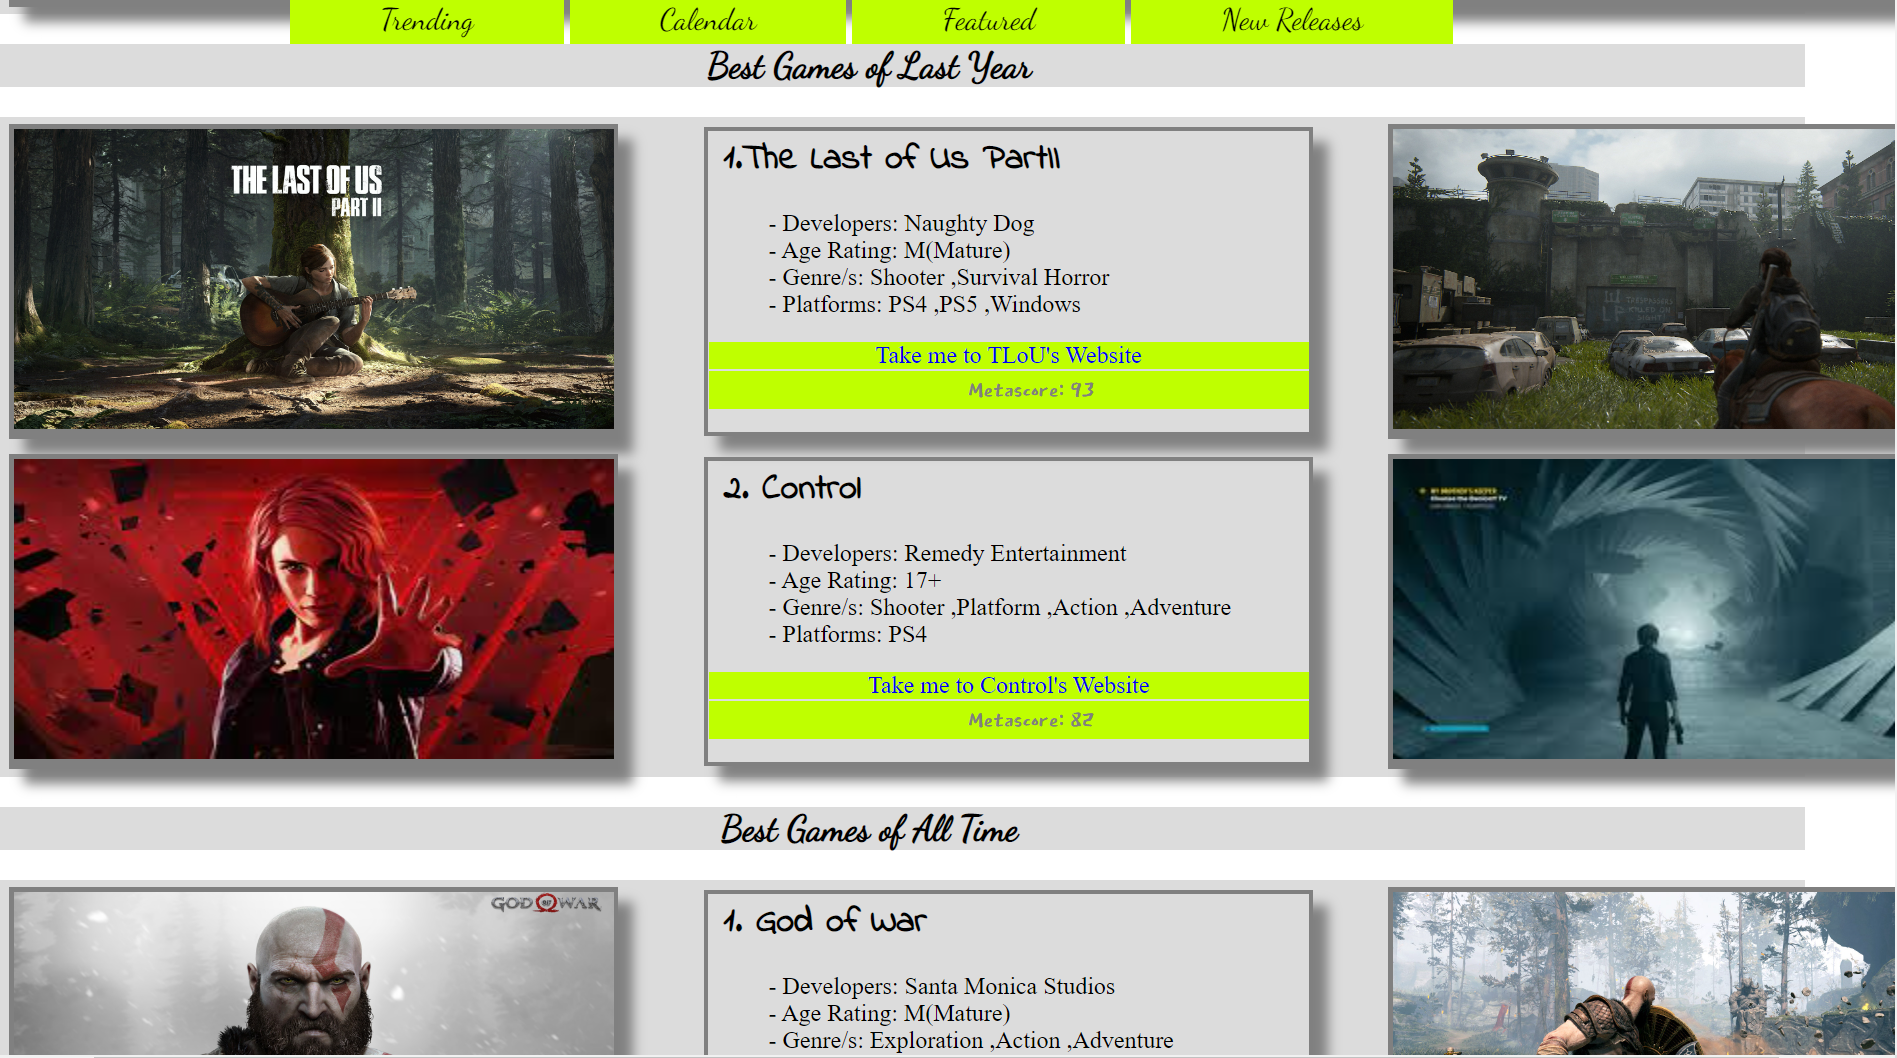 Trending
Calendar
Featured
New Releases
Best Games of Last Year
THE LAST OF US
PART II
1.The Last of Us PartII
- Developers: Naughty Dog
- Age Rating: M(Mature)
- Genre/s: Shooter ,Survival Horror
- Platforms: PS4 ,PS5 ,Windows
Take me to TLoU's Website
Metascore: 93
2. Control
- Developers: Remedy Entertainment
- Age Rating: 17+
- Genre/s: Shooter ,Platform ,Action ,Adventure
- Platforms: PS4
Take me to Control's Website
Metascore: 82
Best Games of All Time
GOD OF WAR
1. God of War
- Developers: Santa Monica Studios
- Age Rating: M(Mature)
- Genre/s: Exploration ,Action ,Adventure